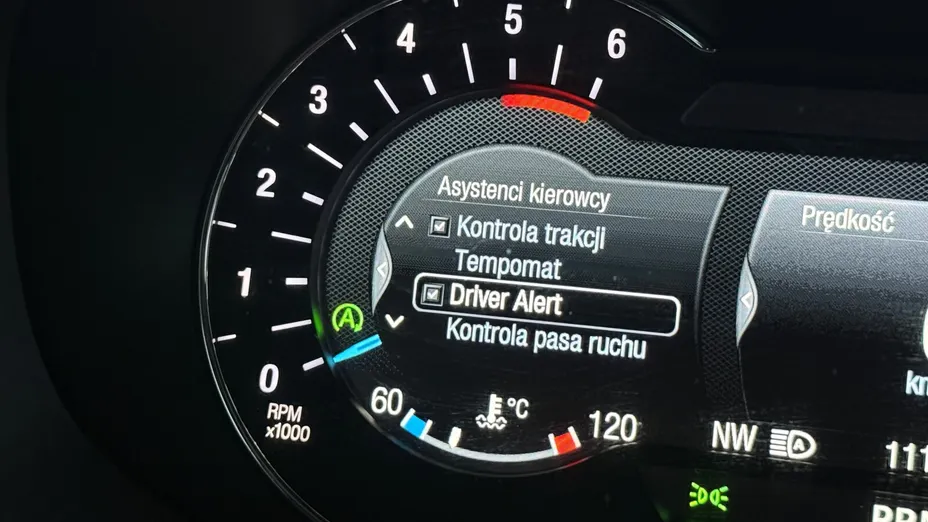 5
4
6
3
2
1
0
RPM
x1000
Asystenci kierowcy
Kontrola trakcji
Tempomat
Driver Alert
Kontrola pasa ruchu
A
60
°C
120
Prędkość
NW
A